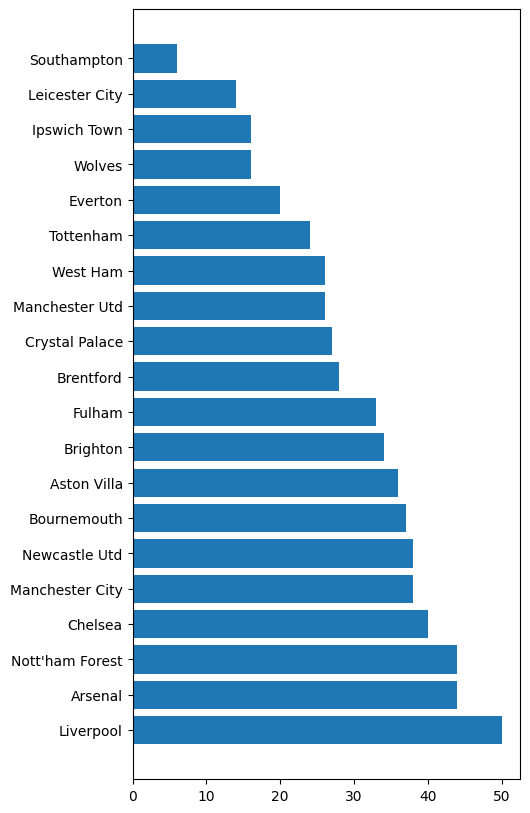 Southampton
Leicester City
Ipswich Town
Wolves
Everton
Tottenham
West Ham
Manchester Utd
Crystal Palace
Brentford
Fulham
Brighton
Aston Villa
Bournemouth
Newcastle Utd
Manchester City
Chelsea
Nott'ham Forest
Arsenal
Liverpool
0 10 20 30 40 50